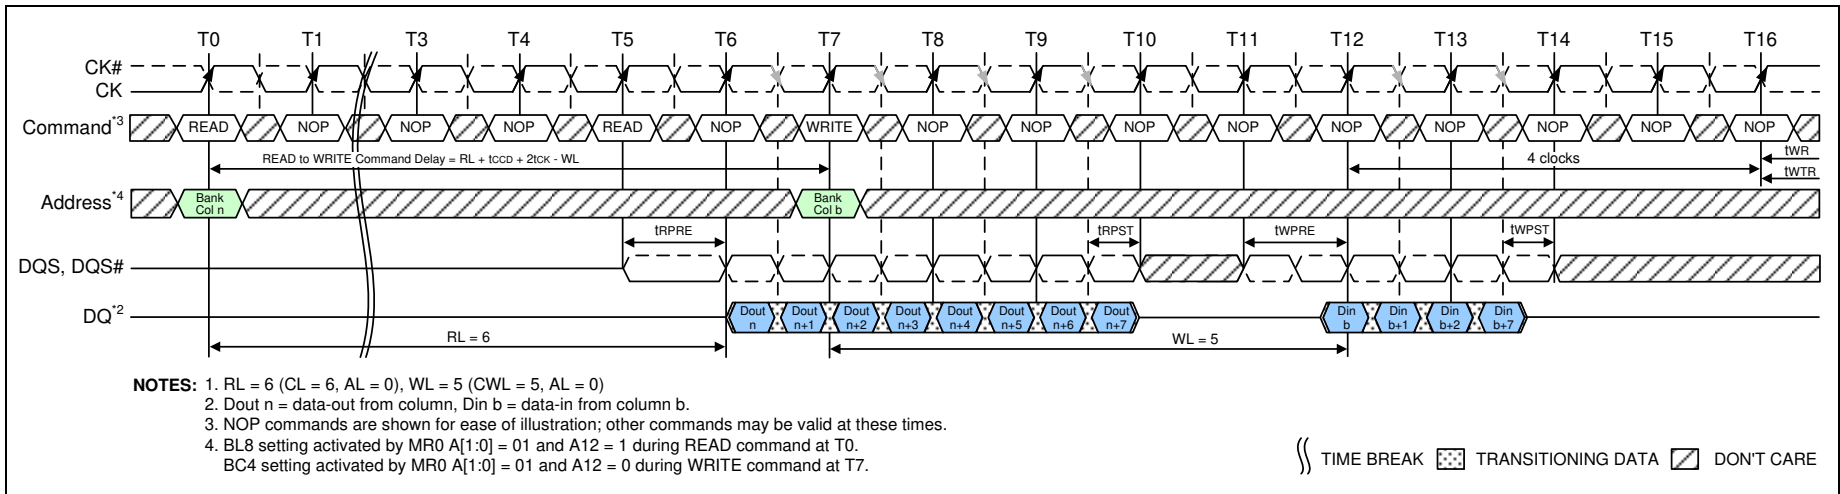 T0 T1 T3 T4 T5 T6 T7 T8 T9 T10 T11 T12 T13 T14 T15 T16
CK#
CK
Command*3 READ NOP NOP NOP READ NOP WRITE NOP NOP NOP NOP NOP NOP NOP NOP NOP
READ to WRITE Command Delay = RL + tCCD + 2tCK - WL 4 clocks tWR
tWTR
Address*4 Bank Col n Bank Col b
tRPRE tRPST tWPRE tWPST
DQS, DQS#
DQ*2 Dout n Dout n+1 Dout n+2 Dout n+3 Dout n+4 Dout n+5 Dout n+6 Dout n+7 Din b Din b+1 Din b+2 Din b+7
RL = 6 WL = 5
NOTES: 1. RL = 6 (CL = 6, AL = 0), WL = 5 (CWL = 5, AL = 0)
2. Dout n = data-out from column, Din b = data-in from column b.
3. NOP commands are shown for ease of illustration; other commands may be valid at these times.
4. BL8 setting activated by MR0 A[1:0] = 01 and A12 = 1 during READ command at T0.
BC4 setting activated by MR0 A[1:0] = 01 and A12 = 0 during WRITE command at T7.
TIME BREAK TRANSITIONING DATA DON'T CARE